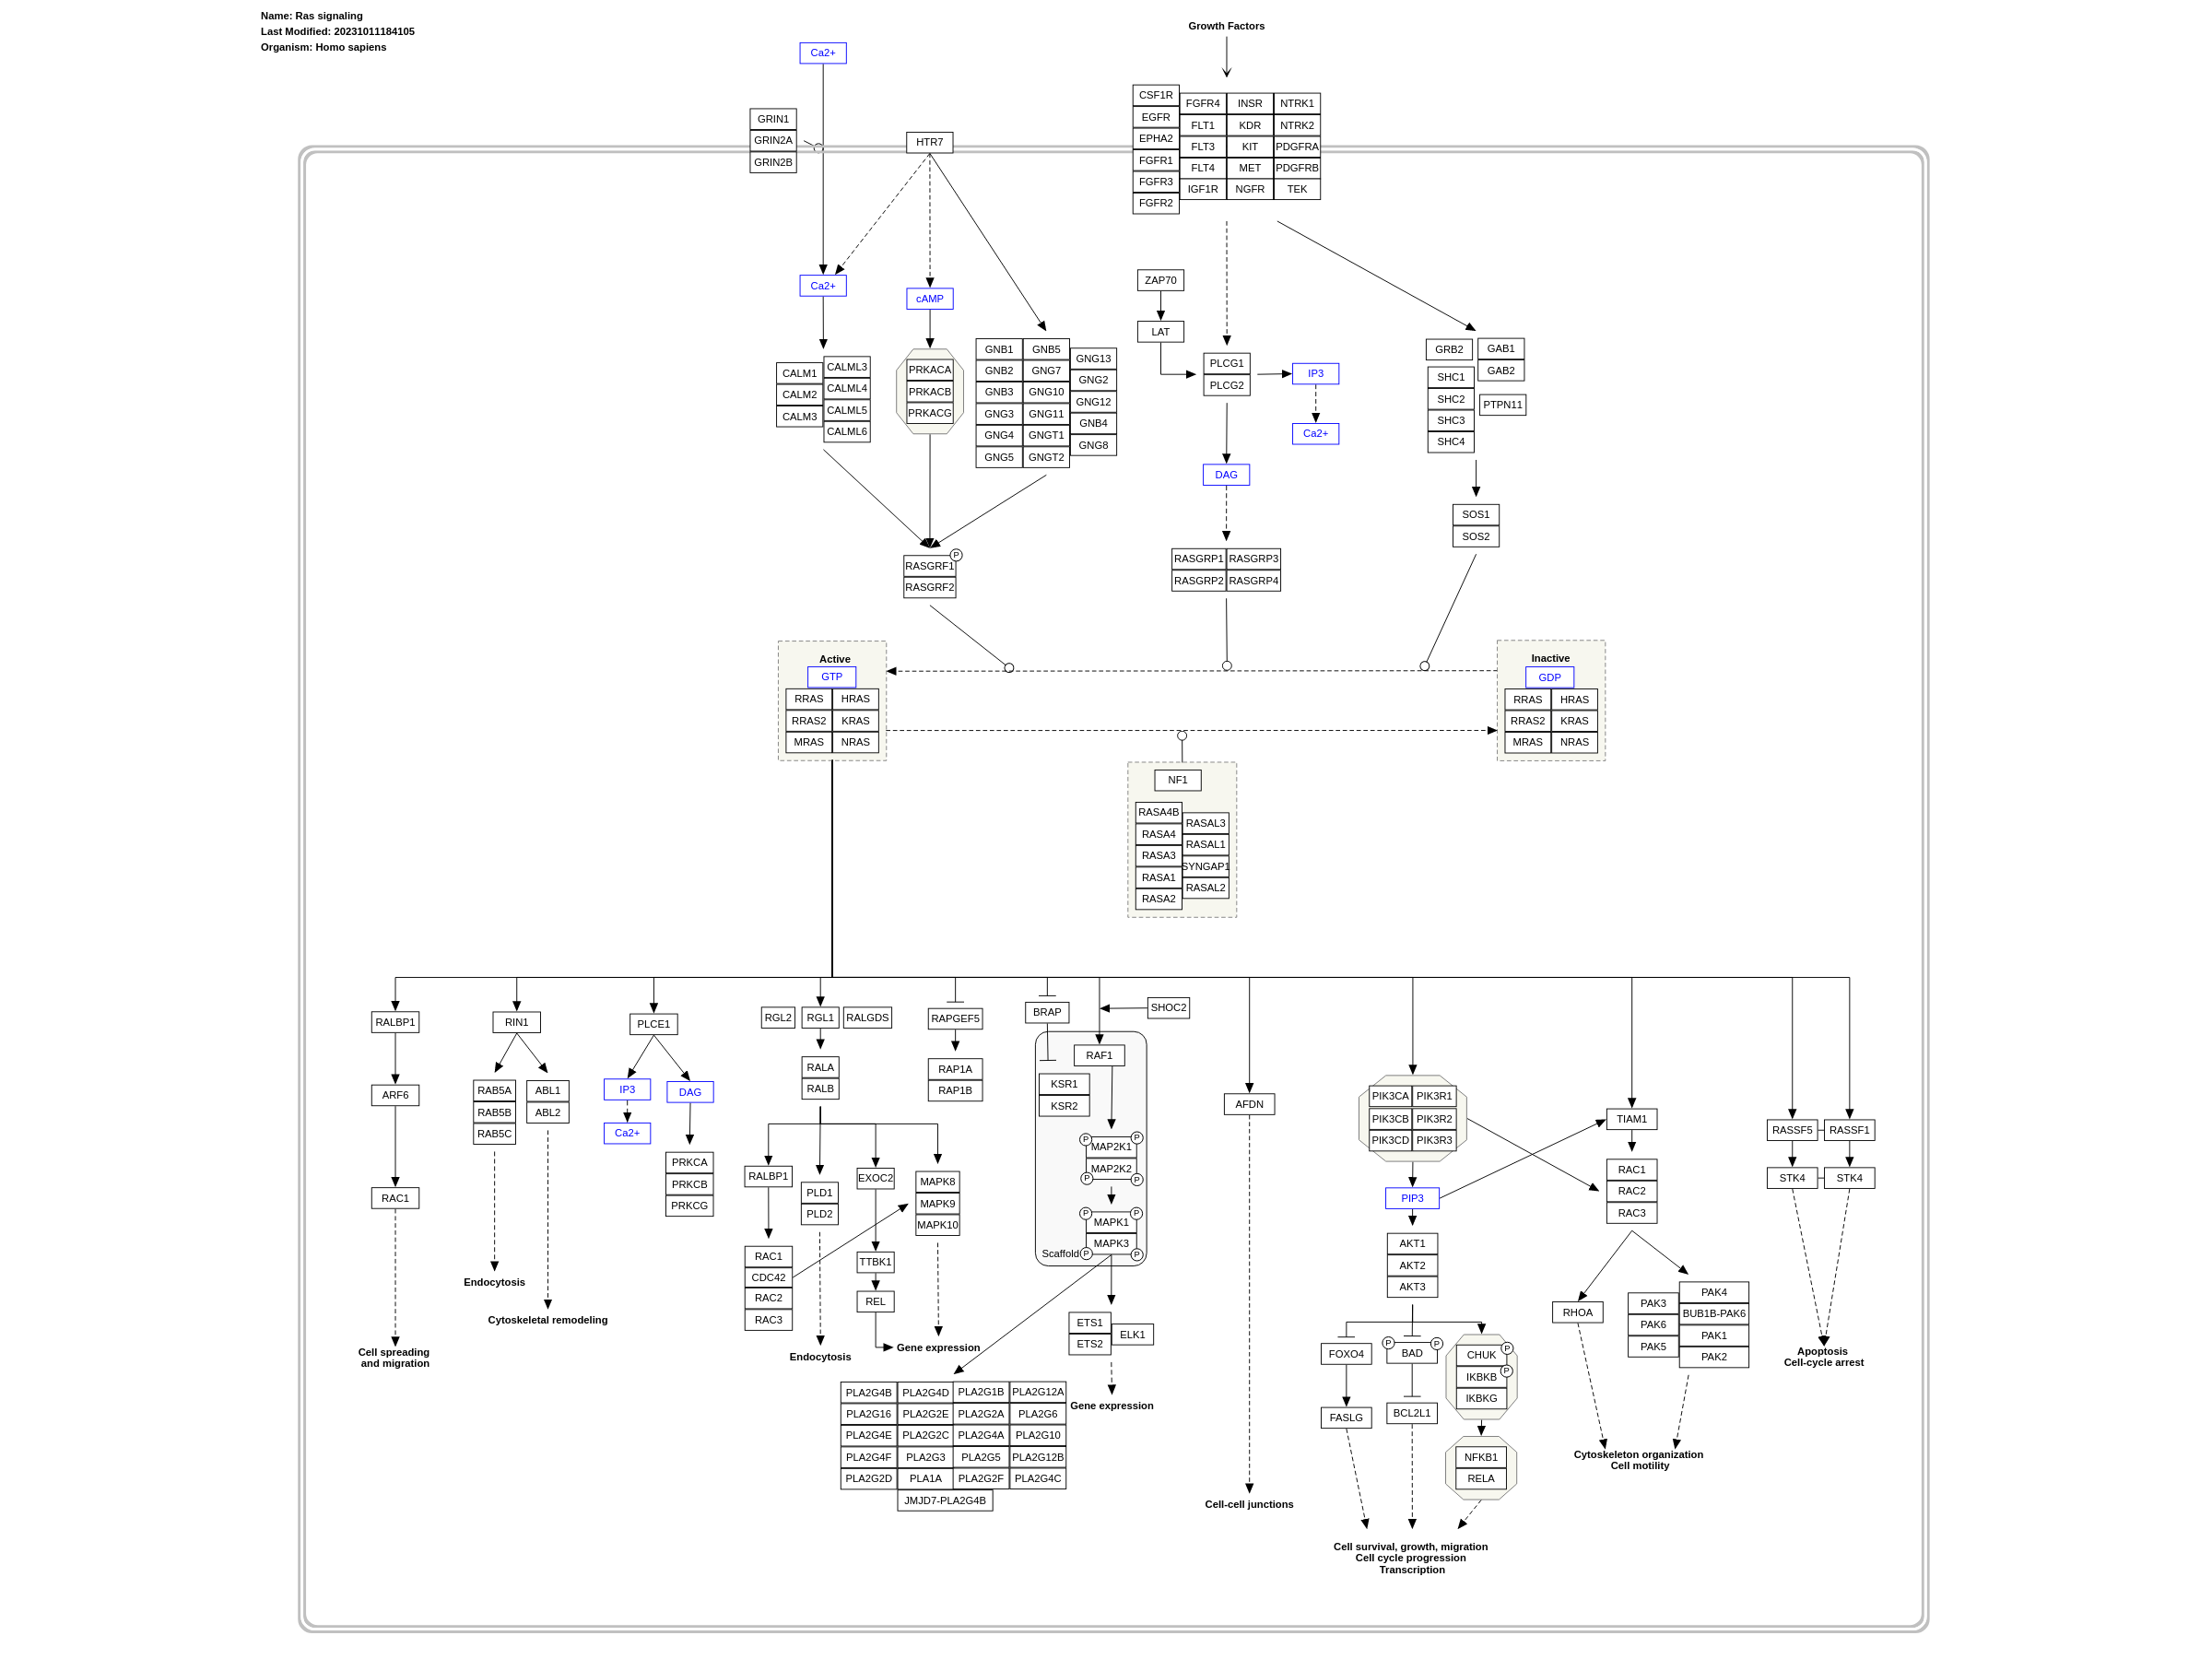 Name: Ras signaling
Last Modified: 20231011184105
Organism: Homo sapiens
Growth Factors
Ca2+
GRIN1
GRIN2A
GRIN2B
HTR7
CSF1R
EGFR
EPHA2
FGFR1
FGFR3
FGFR2
FGFR4 INSR NTRK1
FLT1 KDR NTRK2
FLT3 KIT PDGFRA
FLT4 MET PDGFRB
IGF1R NGFR TEK
Ca2+
cAMP
ZAP70
LAT
CALM1
CALM2
CALM3
CALML3
CALML4
CALML5
CALML6
PRKACA
PRKACB
PRKACG
GNB1 GNB5
GNB2 GNG7
GNB3 GNG10
GNG3 GNG11
GNG4 GNGT1
GNG5 GNGT2
GNG13
GNG2
GNG12
GNB4
GNG8
PLCG1
PLCG2
IP3
Ca2+
DAG
GRB2
GAB1
GAB2
SHC1
SHC2
SHC3
SHC4
PTPN11
SOS1
SOS2
RASGRF1
P
RASGRF2
RASGRP1 RASGRP3
RASGRP2 RASGRP4
Active
GTP
RRAS HRAS
RRAS2 KRAS
MRAS NRAS
Inactive
GDP
RRAS HRAS
RRAS2 KRAS
MRAS NRAS
NF1
RASA4B
RASA4
RASA3
RASA1
RASA2
RASAL3
RASAL1
SYNGAP1
RASAL2
RALBP1
ARF6
RAC1
Cell spreading
and migration
RIN1
RAB5A
RAB5B
RAB5C
ABL1
ABL2
Endocytosis
Cytoskeletal remodeling
PLCE1
IP3
Ca2+
DAG
PRKCA
PRKCB
PRKCG
RGL2 RGL1 RALGDS
RALA
RALB
RALBP1
RAC1
CDC42
RAC2
RAC3
PLD1
PLD2
Endocytosis
EXOC2
TTBK1
REL
MAPK8
MAPK9
MAPK10
Gene expression
RAPGEF5
RAP1A
RAP1B
BRAP
SHOC2
RAF1
KSR1
KSR2
P P
MAP2K1
MAP2K2
P P
P P
MAPK1
MAPK3
Scaffold P P
ETS1
ETS2
ELK1
Gene expression
PLA2G4B PLA2G4D PLA2G1B PLA2G12A
PLA2G16 PLA2G2E PLA2G2A PLA2G6
PLA2G4E PLA2G2C PLA2G4A PLA2G10
PLA2G4F PLA2G3 PLA2G5 PLA2G12B
PLA2G2D PLA1A PLA2G2F PLA2G4C
JMJD7-PLA2G4B
AFDN
Cell-cell junctions
PIK3CA PIK3R1
PIK3CB PIK3R2
PIK3CD PIK3R3
PIP3
AKT1
AKT2
AKT3
FOXO4
FASLG
P P
BAD
BCL2L1
CHUK P
IKBKB P
IKBKG
NFKB1
RELA
Cell survival, growth, migration
Cell cycle progression
Transcription
TIAM1
RAC1
RAC2
RAC3
RHOA
PAK3
PAK6
PAK5
PAK4
BUB1B-PAK6
PAK1
PAK2
Cytoskeleton organization
Cell motility
RASSF5 RASSF1
STK4 STK4
Apoptosis
Cell-cycle arrest